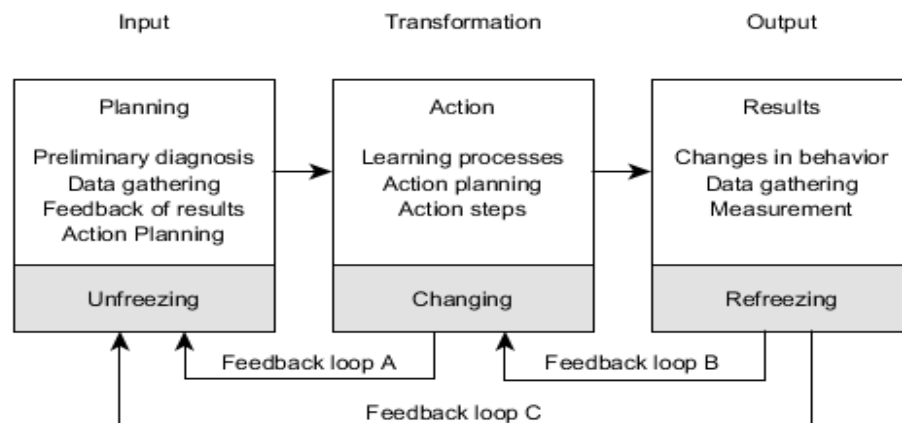 Input
Transformation
Output
Planning
Preliminary diagnosis
Data gathering
Feedback of results
Action Planning
Unfreezing
Action
Learning processes
Action planning
Action steps
Changing
Results
Changes in behavior
Data gathering
Measurement
Refreezing
Feedback loop A
Feedback loop B
Feedback loop C